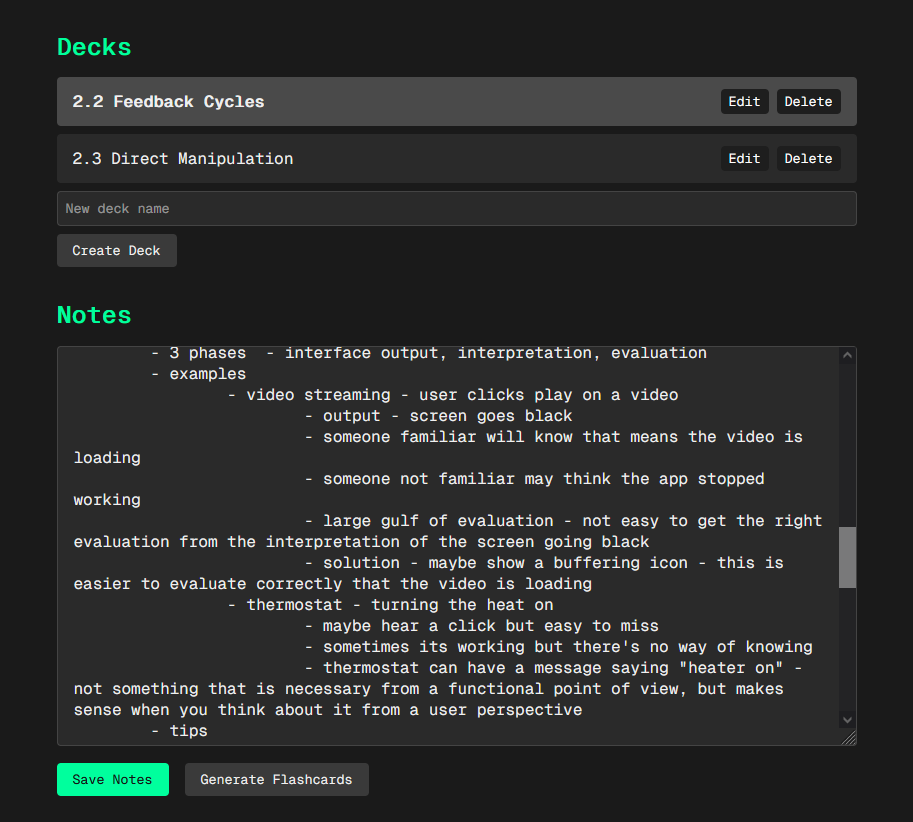 Decks
2.2 Feedback Cycles
Edit
Delete
2.3 Direct Manipulation
Edit
Delete
New deck name
Create Deck
Notes
- 3 phases  - interface output, interpretation, evaluation
- examples
- video streaming - user clicks play on a video
- output - screen goes black
- someone familiar will know that means the video is
loading
- someone not familiar may think the app stopped
working
- large gulf of evaluation - not easy to get the right
evaluation from the interpretation of the screen going black
- solution - maybe show a buffering icon - this is
easier to evaluate correctly that the video is loading
- thermostat - turning the heat on
- maybe hear a click but easy to miss
- sometimes its working but there's no way of knowing
- thermostat can have a message saying "heater on" -
not something that is necessary from a functional point of view, but makes
sense when you think about it from a user perspective
- tips
Save Notes
Generate Flashcards